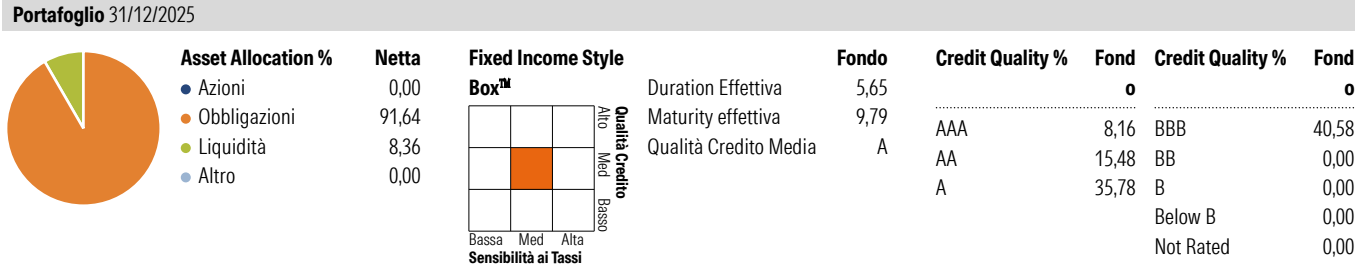 Portafoglio 31/12/2025
Asset Allocation % Netta
Azioni 0,00
Obbligazioni 91,64
Liquidità 8,36
Altro 0,00
Fixed Income Style
Box™
Alto Med Basso
Qualità Credito
Bassa Med Alta
Sensibilità ai Tassi
Fondo
Duration Effettiva 5,65
Maturity effettiva 9,79
Qualità Credito Media A
Credit Quality % Fond
o
AAA 8,16
AA 15,48
A 35,78
Credit Quality % Fond
o
BBB 40,58
BB 0,00
B 0,00
Below B 0,00
Not Rated 0,00